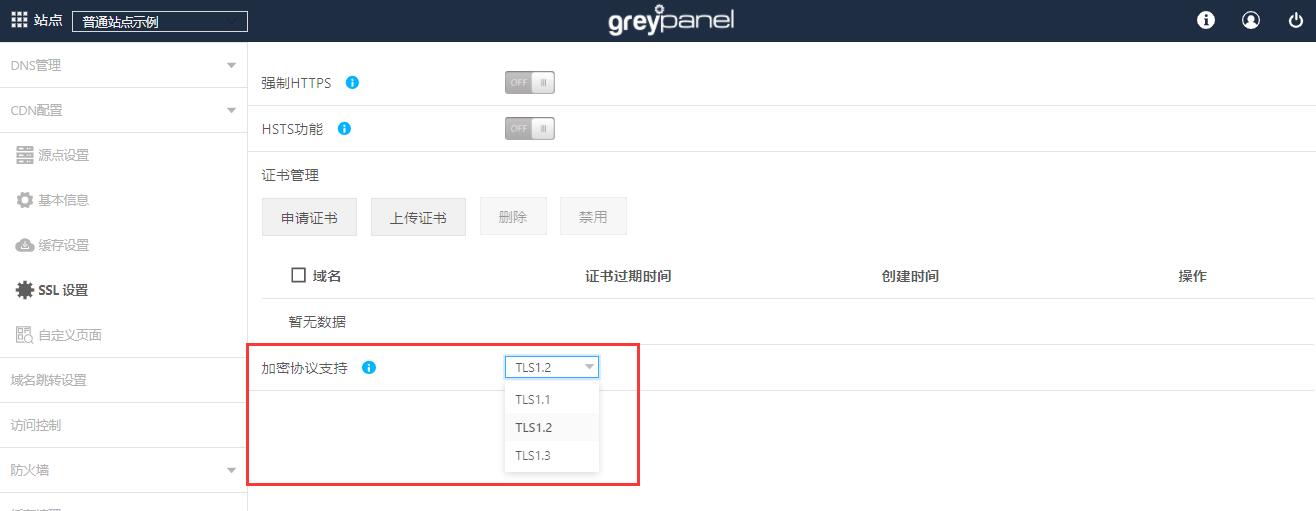 站点 普通站点示例 greypanel
DNS管理
强制HTTPS OFF
CDN配置
HSTS功能 OFF
源点设置
证书管理
基本信息
申请证书 上传证书 删除 禁用
缓存设置
域名 证书过期时间 创建时间 操作
SSL 设置
暂无数据
自定义页面
加密协议支持 TLS1.2
域名跳转设置
TLS1.1
访问控制
TLS1.2
TLS1.3
防火墙